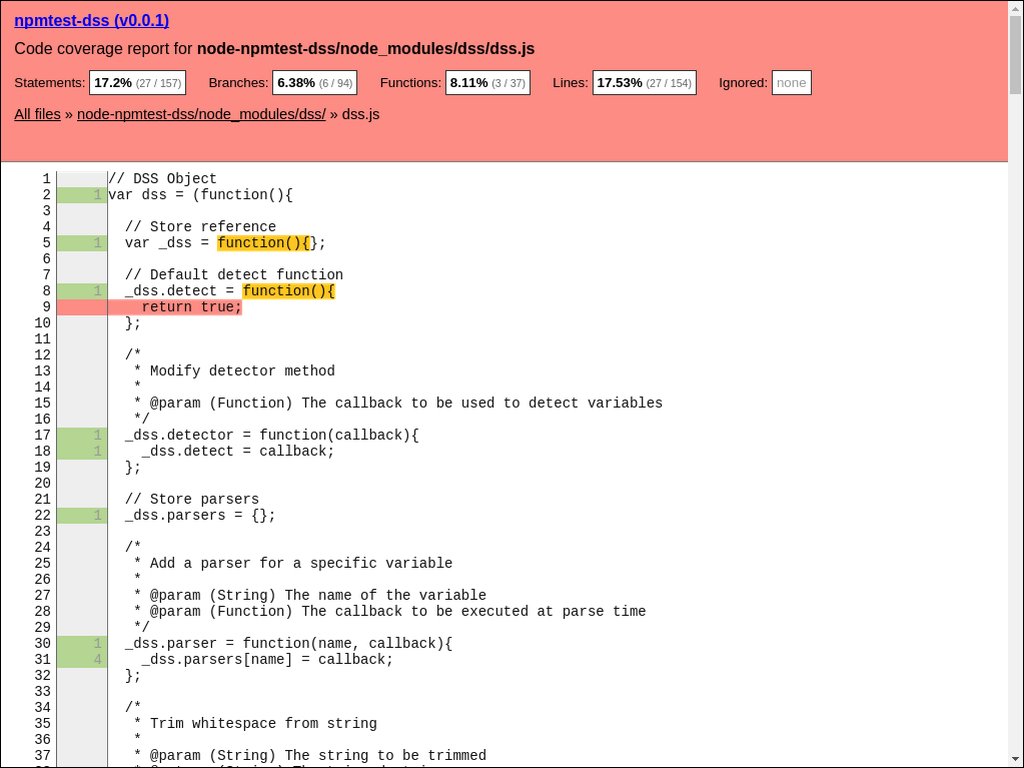 npmtest-dss (v0.0.1)
Code coverage report for node-npmtest-dss/node_modules/dss/dss.js
Statements: 17.2% (27 / 157) Branches: 6.38% (6 / 94) Functions: 8.11% (3 / 37) Lines: 17.53% (27 / 154) Ignored: none
All files » node-npmtest-dss/node_modules/dss/ » dss.js
1 // DSS Object
2 1 var dss = (function(){
3
4 // Store reference
5 1 var _dss = function(){};
6
7 // Default detect function
8 1 _dss.detect = function(){
9 return true;
10 };
11
12 /*
13 * Modify detector method
14 *
15 * @param (Function) The callback to be used to detect variables
16 */
17 1 _dss.detector = function(callback){
18 1 _dss.detect = callback;
19 };
20
21 // Store parsers
22 1 _dss.parsers = {};
23
24 /*
25 * Add a parser for a specific variable
26 *
27 * @param (String) The name of the variable
28 * @param (Function) The callback to be executed at parse time
29 */
30 1 _dss.parser = function(name, callback){
31 4 _dss.parsers[name] = callback;
32 };
33
34 /*
35 * Trim whitespace from string
36 *
37 * @param (String) The string to be trimmed